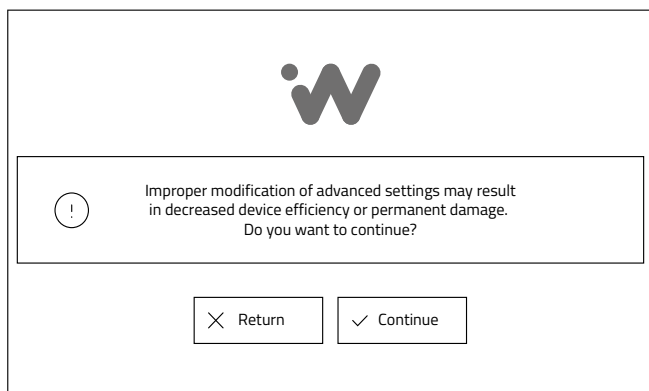 Improper modification of advanced settings may result
in decreased device efficiency or permanent damage.
Do you want to continue?
Return
Continue